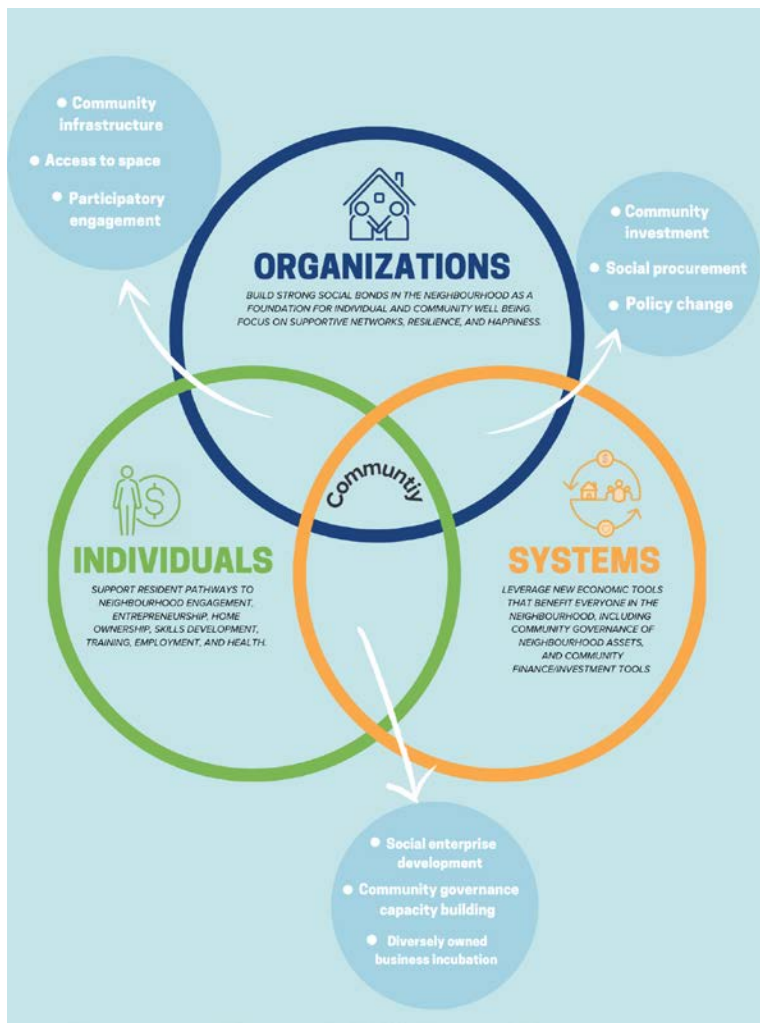 Community
infrastructure
Access to space
Participatory
engagement
ORGANIZATIONS
BUILD STRONG SOCIAL BONDS IN THE NEIGHBOURHOOD AS A
FOUNDATION FOR INDIVIDUAL AND COMMUNITY WELL BEING.
FOCUS ON SUPPORTIVE NETWORKS, RESILIENCE, AND HAPPINESS.
Community
investment
Social procurement
Policy change
Communtiy
INDIVIDUALS
SUPPORT RESIDENT PATHWAYS TO
NEIGHBOURHOOD ENGAGEMENT,
ENTREPRENEURSHIP, HOME
OWNERSHIP, SKILLS DEVELOPMENT,
TRAINING, EMPLOYMENT, AND HEALTH.
SYSTEMS
LEVERAGE NEW ECONOMIC TOOLS
THAT BENEFIT EVERYONE IN THE
NEIGHBOURHOOD, INCLUDING
COMMUNITY GOVERNANCE OF
NEIGHBOURHOOD ASSETS,
AND COMMUNITY
FINANCE/INVESTMENT TOOLS
Social enterprise
development
Community governance
capacity building
Diversely owned
business incubation